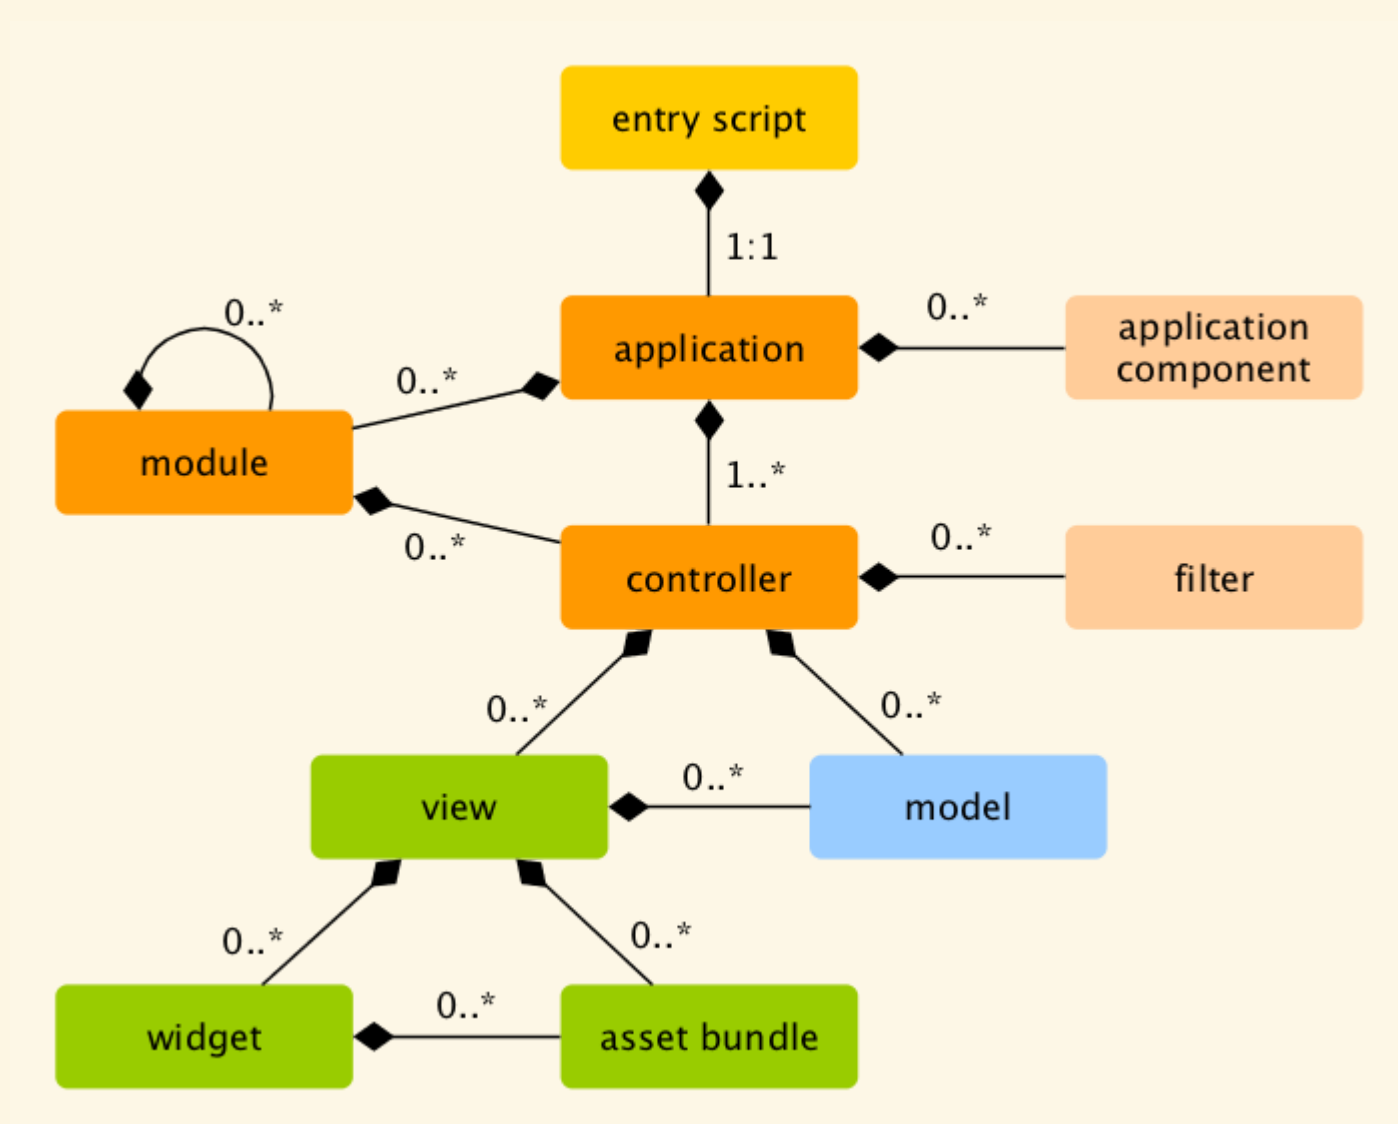 entry script
1:1
0..*
application
0..*
application
component
0..*
module
1..*
0..*
controller
0..*
filter
0..*
0..*
view
0..*
model
0..*
0..*
widget
0..*
asset bundle